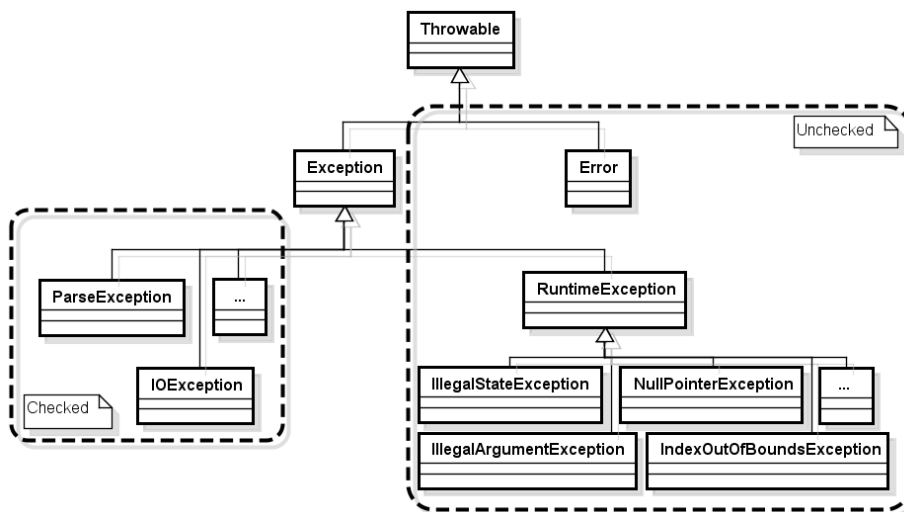 Throwable
Unchecked
Exception
Error
ParseException
...
RuntimeException
IOException
Checked
IllegalStateException
NullPointerException
...
IllegalArgumentException
IndexOutOfBoundsException